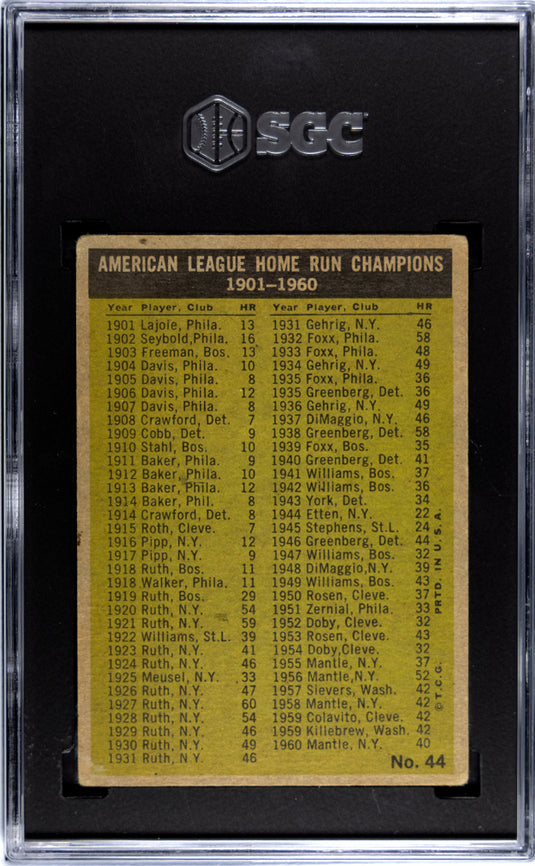 SGC
AMERICAN LEAGUE HOME RUN CHAMPIONS
1901–1960
Year Player, Club HR
1901 Lajoie, Phila. 13
1902 Seybold,Phila. 16
1903 Freeman, Bos. 13
1904 Davis, Phila. 10
1905 Davis, Phila. 8
1906 Davis, Phila. 12
1907 Davis, Phila. 8
1908 Crawford, Det. 7
1909 Cobb, Det. 9
1910 Stahl, Bos. 10
1911 Baker, Phila. 9
1912 Baker, Phila. 10
1913 Baker, Phila. 12
1914 Baker, Phil. 8
1914 Crawford, Det. 8
1915 Roth, Cleve. 7
1916 Pipp, N.Y. 12
1917 Pipp, N.Y. 9
1918 Ruth, Bos. 11
1918 Walker, Phila. 11
1919 Ruth, Bos. 29
1920 Ruth, N.Y. 54
1921 Ruth, N.Y. 59
1922 Williams, St.L. 39
1923 Ruth, N.Y. 41
1924 Ruth, N.Y. 46
1925 Meusel, N.Y. 33
1926 Ruth, N.Y. 47
1927 Ruth, N.Y. 60
1928 Ruth, N.Y. 54
1929 Ruth, N.Y. 46
1930 Ruth, N.Y. 49
1931 Ruth, N.Y. 46
Year Player, Club HR
1931 Gehrig, N.Y. 46
1932 Foxx, Phila. 58
1933 Foxx, Phila. 48
1934 Gehrig, N.Y. 49
1935 Foxx, Phila. 36
1935 Greenberg, Det. 36
1936 Gehrig, N.Y. 49
1937 DiMaggio, N.Y. 46
1938 Greenberg, Det. 58
1939 Foxx, Bos. 35
1940 Greenberg, Det. 41
1941 Williams, Bos. 37
1942 Williams, Bos. 36
1943 York, Det. 34
1944 Etten, N.Y. 22
1945 Stephens, St.L. 24
1946 Greenberg, Det. 44
1947 Williams, Bos. 32
1948 DiMaggio,N.Y. 39
1949 Williams, Bos. 43
1950 Rosen, Cleve. 37
1951 Zernial, Phila. 33
1952 Doby, Cleve. 32
1953 Rosen, Cleve. 43
1954 Doby,Cleve. 32
1955 Mantle, N.Y. 37
1956 Mantle,N.Y. 52
1957 Sievers, Wash. 42
1958 Mantle, N.Y. 42
1959 Colavito, Cleve. 42
1959 Killebrew, Wash. 42
1960 Mantle, N.Y. 40
© T.C.G. PRTD. IN U.S.A.
No. 44